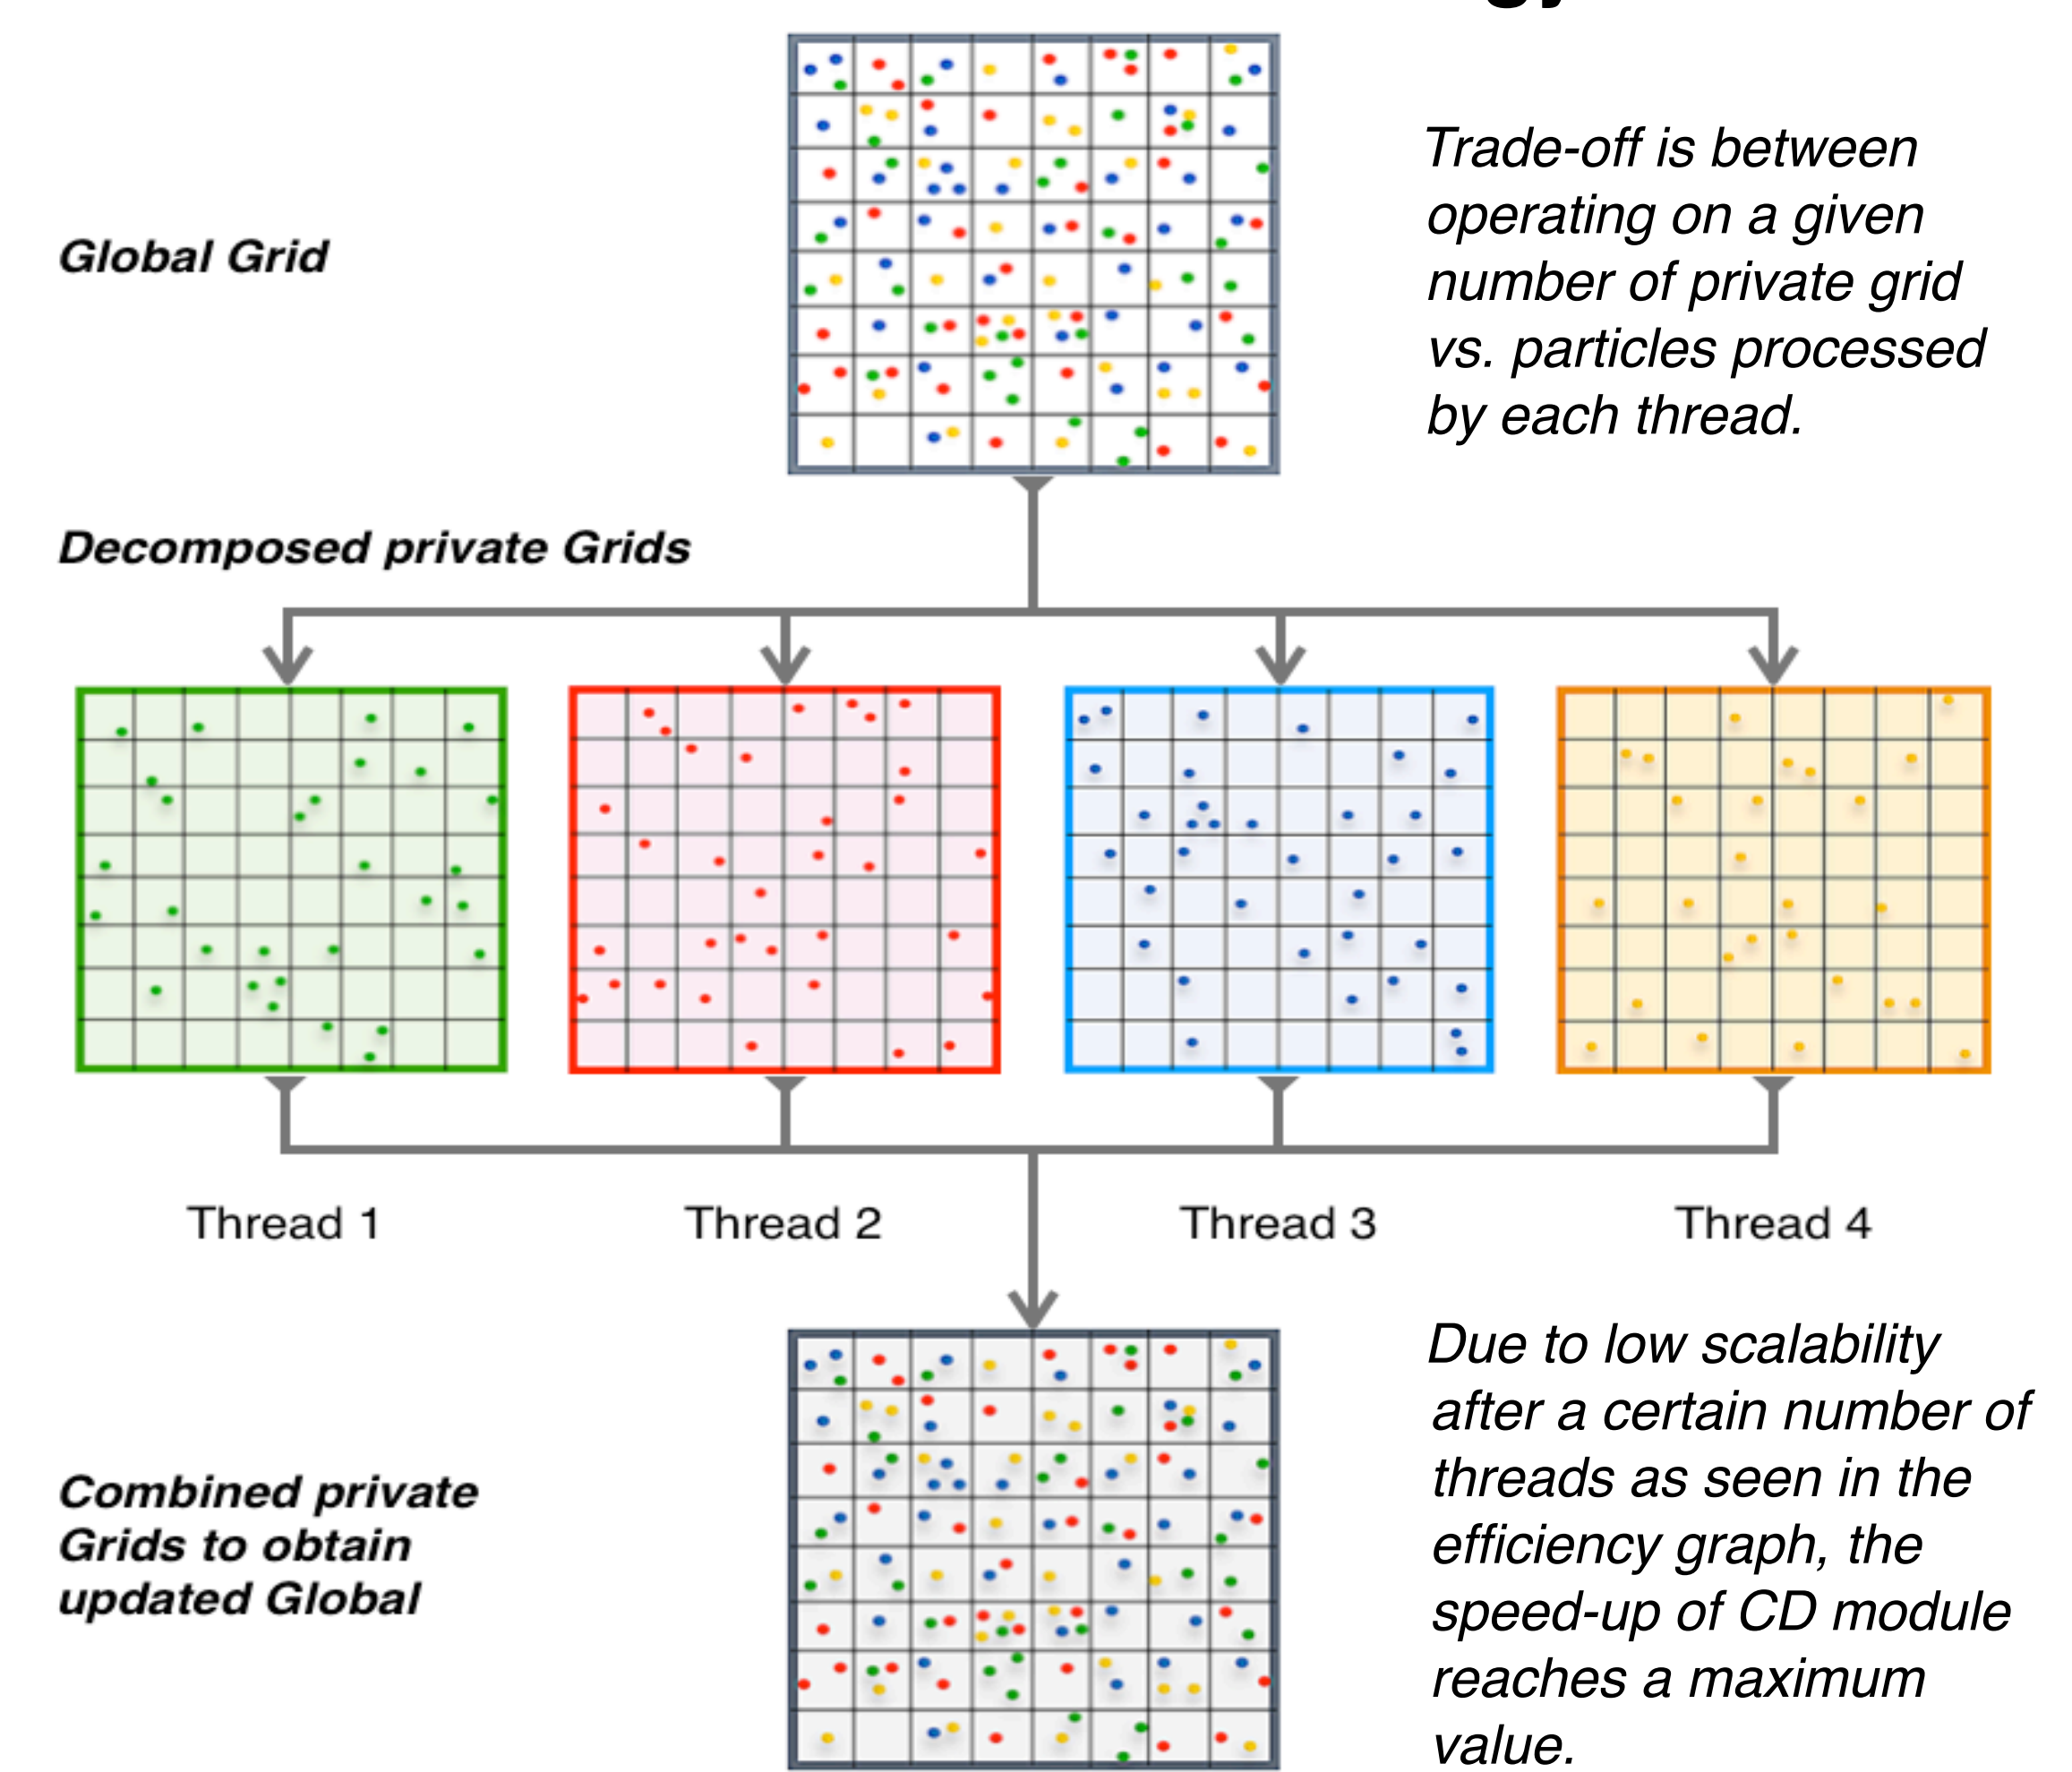 Global Grid
Trade-off is between
operating on a given
number of private grid
vs. particles processed
by each thread.
Decomposed private Grids
Thread 1
Thread 2
Thread 3
Thread 4
Combined private
Grids to obtain
updated Global
Due to low scalability
after a certain number of
threads as seen in the
efficiency graph, the
speed-up of CD module
reaches a maximum
value.